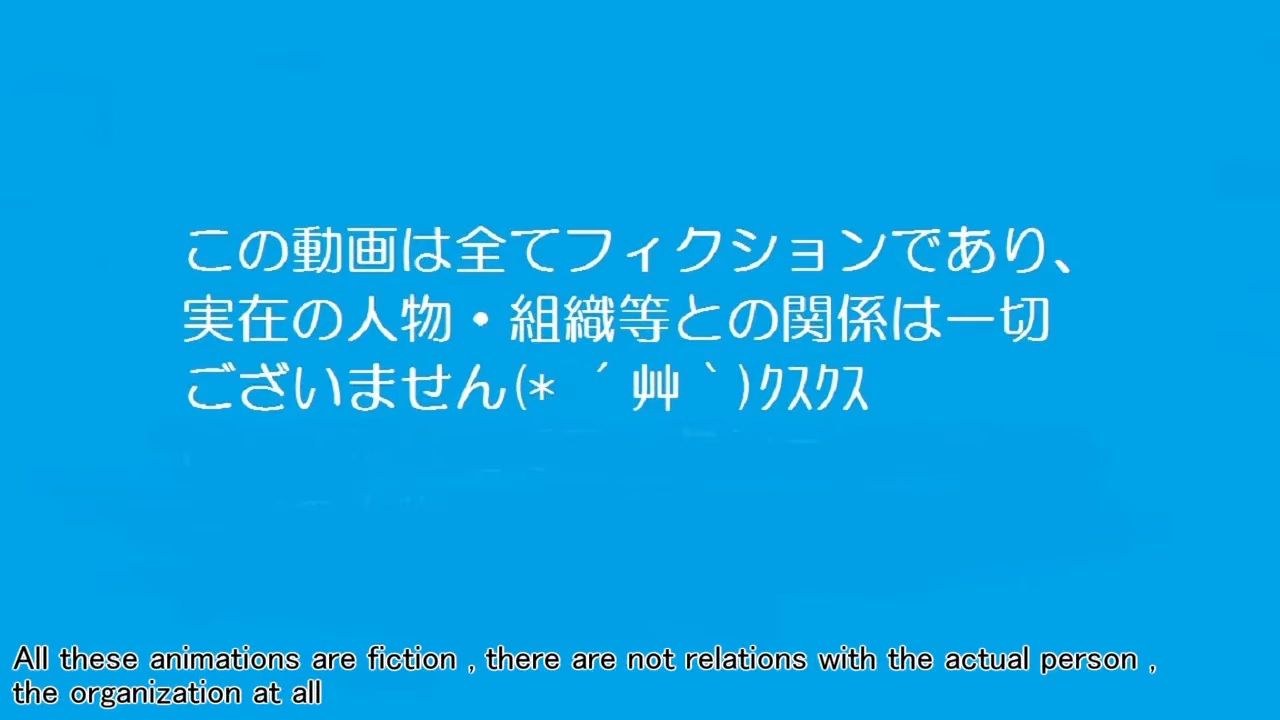 この動画は全てフィクションであり、
実在の人物・組織等との関係は一切
ございません(* ´艸｀)ｸｽｸｽ
All these animations are fiction , there are not relations with the actual person ,
the organization at all